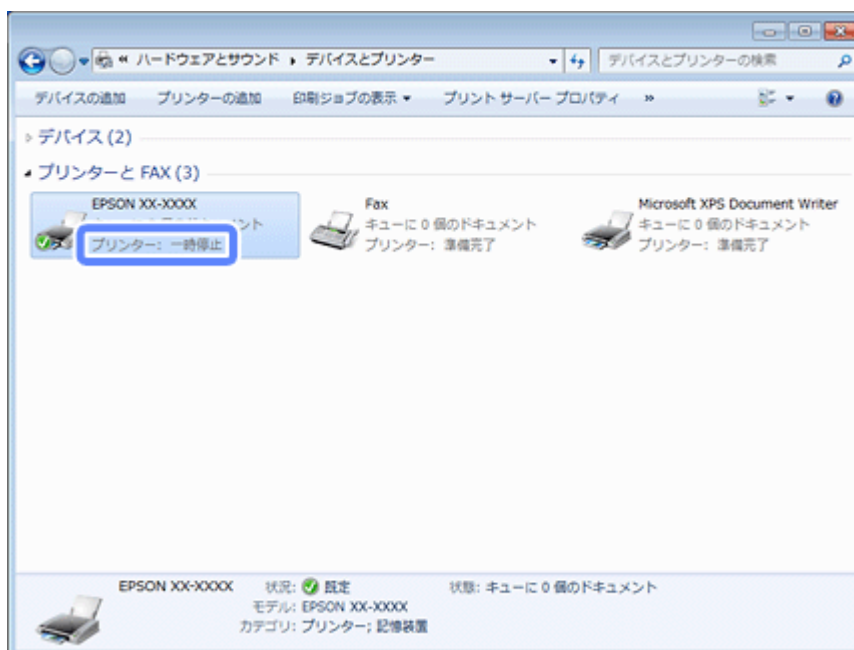 « ハードウェアとサウンド ▸ デバイスとプリンター
デバイスとプリンターの検索
デバイスの追加 プリンターの追加 印刷ジョブの表示 プリント サーバー プロパティ »
デバイス (2)
プリンターと FAX (3)
EPSON XX-XXXX
プリンター: 一時停止
Fax
キューに 0 個のドキュメント
プリンター: 準備完了
Microsoft XPS Document Writer
キューに 0 個のドキュメント
プリンター: 準備完了
EPSON XX-XXXX 状況: 既定 状態: キューに 0 個のドキュメント
モデル: EPSON XX-XXXX
カテゴリ: プリンター; 記憶装置